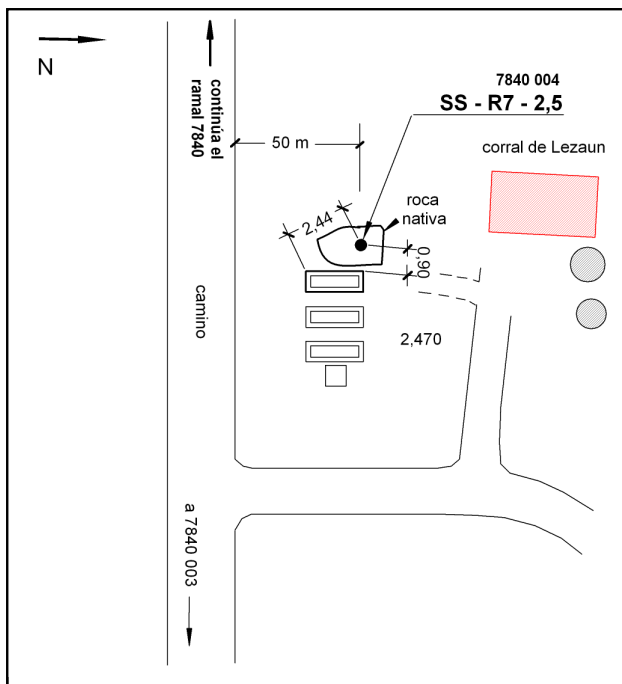 N
continúa el
ramal 7840
7840 004
SS - R7 - 2,5
50 m
corral de Lezaun
roca
nativa
2,44
0,90
camino
2,470
a 7840 003